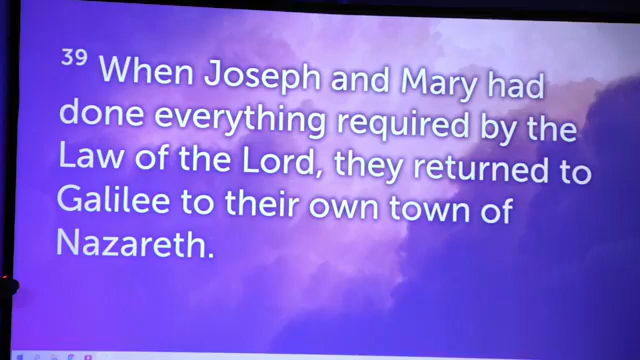 39 When Joseph and Mary had
done everything required by the
Law of the Lord, they returned to
Galilee to their own town of
Nazareth.